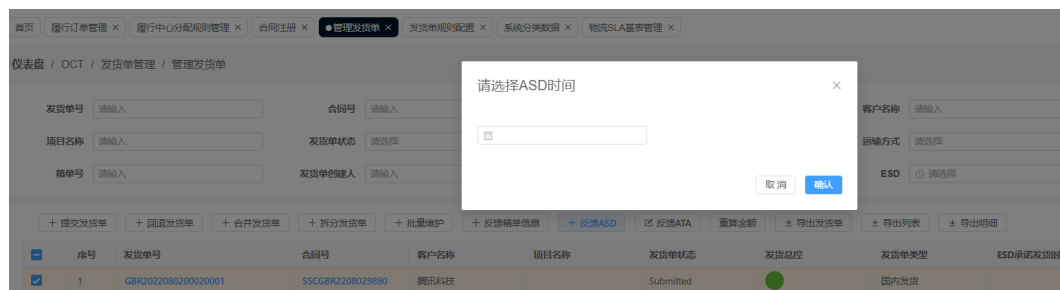 首页 履行订单管理 × 履行中心分配规则管理 × 合同注册 × ●管理发货单 × 发货单规则配置 × 系统分类数据 × 物流SLA基表管理 ×
仪表盘 / OCT / 发货单管理 / 管理发货单
请选择ASD时间 ×
发货单号 请输入 合同号 请输入 客户名称 请输入
项目名称 请输入 发货单状态 请选择 运输方式 请选择
箱单号 请输入 发货单创建人 请输入 ESD 请选择
取消 确认
+ 提交发货单 + 回退发货单 + 合并发货单 + 拆分发货单 + 批量维护 + 反馈箱单信息 + 反馈ASD 反馈ATA 重算金额 导出发货单 导出列表 导出明细
序号 发货单号 合同号 客户名称 项目名称 发货单状态 发货总控 发货单类型 ESD承诺发货时
1 GBR2022080200020001 SSCGBR2208029890 腾讯科技 Submitted 国内发货